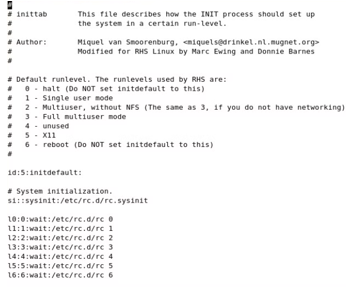 #
# inittab       This file describes how the INIT process should set up
#               the system in a certain run-level.
#
# Author:       Miquel van Smoorenburg, <miquels@drinkel.nl.mugnet.org>
#               Modified for RHS Linux by Marc Ewing and Donnie Barnes
#
# Default runlevel. The runlevels used by RHS are:
#   0 - halt (Do NOT set initdefault to this)
#   1 - Single user mode
#   2 - Multiuser, without NFS (The same as 3, if you do not have networking)
#   3 - Full multiuser mode
#   4 - unused
#   5 - X11
#   6 - reboot (Do NOT set initdefault to this)
#
id:5:initdefault:
# System initialization.
si::sysinit:/etc/rc.d/rc.sysinit
l0:0:wait:/etc/rc.d/rc 0
l1:1:wait:/etc/rc.d/rc 1
l2:2:wait:/etc/rc.d/rc 2
l3:3:wait:/etc/rc.d/rc 3
l4:4:wait:/etc/rc.d/rc 4
l5:5:wait:/etc/rc.d/rc 5
l6:6:wait:/etc/rc.d/rc 6